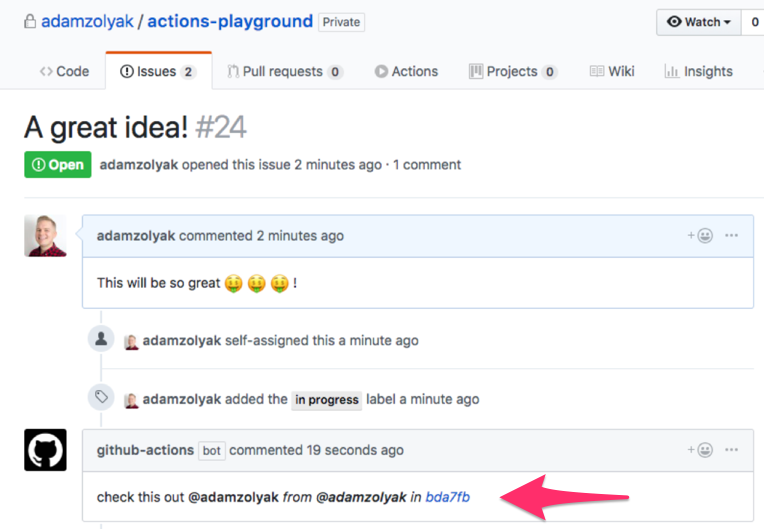 adamzolyak / actions-playground Private Watch 0
Code Issues 2 Pull requests 0 Actions Projects 0 Wiki Insights
A great idea! #24
Open adamzolyak opened this issue 2 minutes ago · 1 comment
adamzolyak commented 2 minutes ago
This will be so great 🤑 🤑 🤑 !
adamzolyak self-assigned this a minute ago
adamzolyak added the in progress label a minute ago
github-actions bot commented 19 seconds ago
check this out @adamzolyak from @adamzolyak in bda7fb